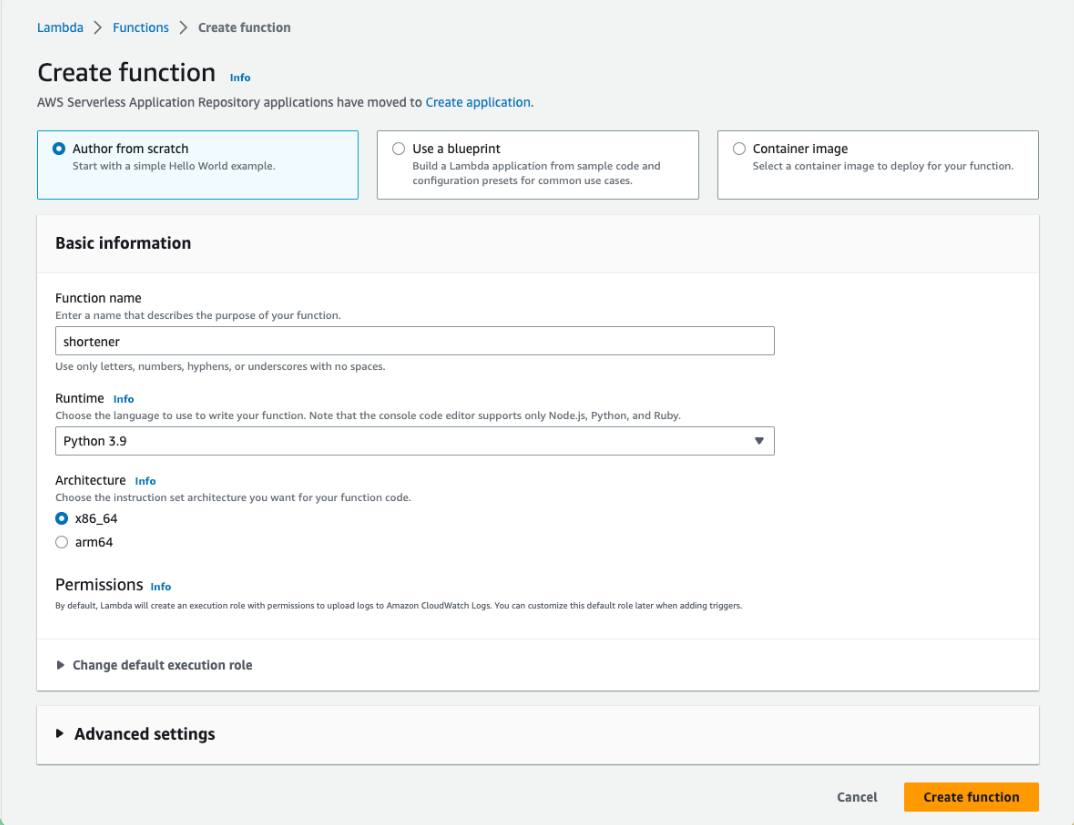 Lambda > Functions > Create function
Create function Info
AWS Serverless Application Repository applications have moved to Create application.
Author from scratch
Start with a simple Hello World example.
Use a blueprint
Build a Lambda application from sample code and
configuration presets for common use cases.
Container image
Select a container image to deploy for your function.
Basic information
Function name
Enter a name that describes the purpose of your function.
shortener
Use only letters, numbers, hyphens, or underscores with no spaces.
Runtime Info
Choose the language to use to write your function. Note that the console code editor supports only Node.js, Python, and Ruby.
Python 3.9
Architecture Info
Choose the instruction set architecture you want for your function code.
x86_64
arm64
Permissions Info
By default, Lambda will create an execution role with permissions to upload logs to Amazon CloudWatch Logs. You can customize this default role later when adding triggers.
Change default execution role
Advanced settings
Cancel Create function